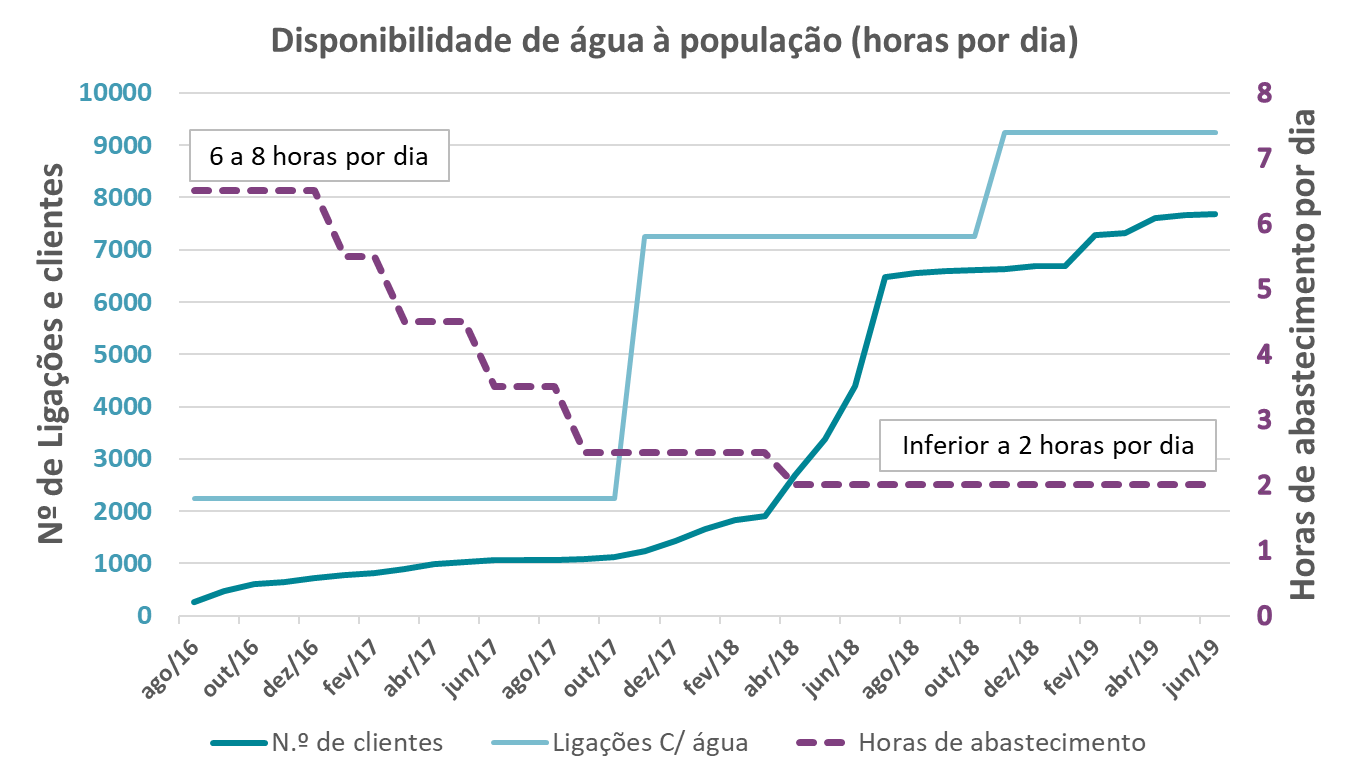 Disponibilidade de água à população (horas por dia)
Nº de Ligações e clientes
10000
9000
8000
7000
6000
5000
4000
3000
2000
1000
0
6 a 8 horas por dia
Inferior a 2 horas por dia
8
7
6
5
4
3
2
1
0
Horas de abastecimento por dia
ago/16
out/16
dez/16
fev/17
abr/17
jun/17
ago/17
out/17
dez/17
fev/18
abr/18
jun/18
ago/18
out/18
dez/18
fev/19
abr/19
jun/19
N.º de clientes
Ligações C/ água
Horas de abastecimento